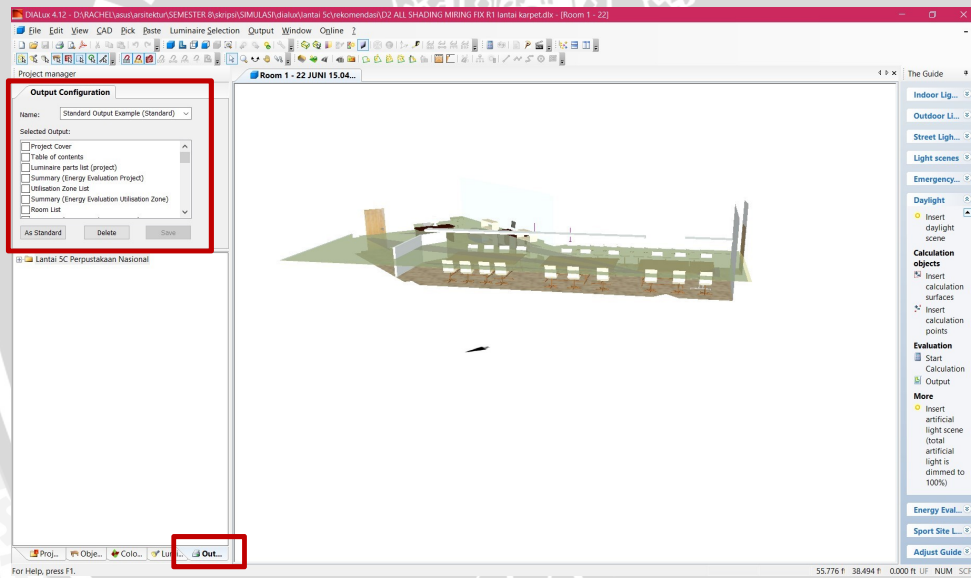 DIALux 4.12 - D:\RACHEL\asus\arsitektur\SEMESTER 8\skripsi\SIMULASI\dialux\lantai 5c\rekomendasi\D2 ALL SHADING MIRING FIX R1 lantai karpet.dlx - [Room 1 - 22]
File Edit View CAD Pick Paste Luminaire Selection Output Window Online ?
Project manager
Room 1 - 22 JUNI 15.04...
The Guide
Output Configuration
Name: Standard Output Example (Standard)
Selected Output:
Project Cover
Table of contents
Luminaire parts list (project)
Summary (Energy Evaluation Project)
Utilisation Zone List
Summary (Energy Evaluation Utilisation Zone)
Room List
As Standard Delete Save
Lantai 5C Perpustakaan Nasional
Indoor Lig...
Outdoor Li...
Street Ligh...
Light scenes
Emergency...
Daylight
Insert
daylight
scene
Calculation
objects
Insert
calculation
surfaces
Insert
calculation
points
Evaluation
Start
Calculation
Output
More
Insert
artificial
light scene
(total
artificial
light is
dimmed to
100%)
Energy Eval...
Sport Site L...
Adjust Guide
Proj... Obje... Colo... Lumi... Out...
For Help, press F1.
55.776 f 38.494 f 0.000 ft UF NUM SCR